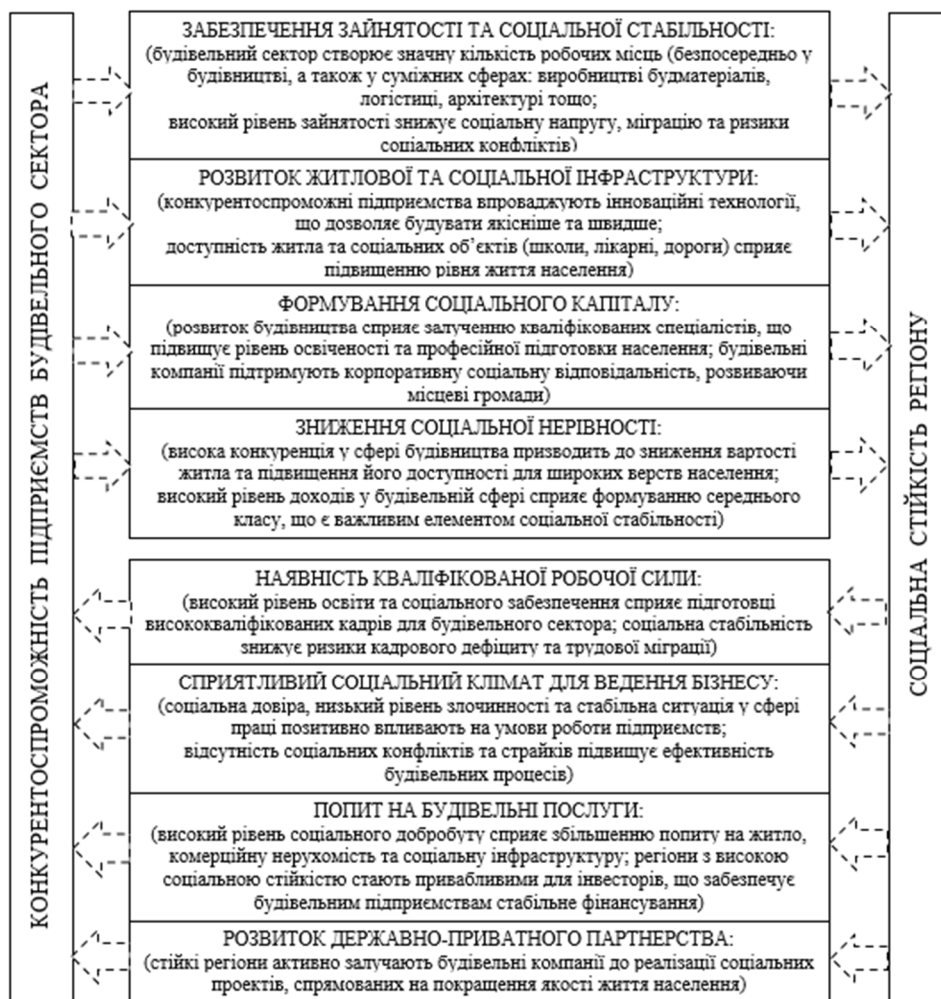 КОНКУРЕНТОСПРОМОЖНІСТЬ ПІДПРИЄМСТВ БУДІВЕЛЬНОГО СЕКТОРА
ЗАБЕЗПЕЧЕННЯ ЗАЙНЯТОСТІ ТА СОЦІАЛЬНОЇ СТАБІЛЬНОСТІ:
(будівельний сектор створює значну кількість робочих місць (безпосередньо у
будівництві, а також у суміжних сферах: виробництві будматеріалів,
логістиці, архітектурі тощо;
високий рівень зайнятості знижує соціальну напругу, міграцію та ризики
соціальних конфліктів)
РОЗВИТОК ЖИТЛОВОЇ ТА СОЦІАЛЬНОЇ ІНФРАСТРУКТУРИ:
(конкурентоспроможні підприємства впроваджують інноваційні технології,
що дозволяє будувати якісніше та швидше;
доступність житла та соціальних об’єктів (школи, лікарні, дороги) сприяє
підвищенню рівня життя населення)
ФОРМУВАННЯ СОЦІАЛЬНОГО КАПІТАЛУ:
(розвиток будівництва сприяє залученню кваліфікованих спеціалістів, що
підвищує рівень освіченості та професійної підготовки населення; будівельні
компанії підтримують корпоративну соціальну відповідальність, розвиваючи
місцеві громади)
ЗНИЖЕННЯ СОЦІАЛЬНОЇ НЕРІВНОСТІ:
(висока конкуренція у сфері будівництва призводить до зниження вартості
житла та підвищення його доступності для широких верств населення;
високий рівень доходів у будівельній сфері сприяє формуванню середнього
класу, що є важливим елементом соціальної стабільності)
НАЯВНІСТЬ КВАЛІФІКОВАНОЇ РОБОЧОЇ СИЛИ:
(високий рівень освіти та соціального забезпечення сприяє підготовці
висококваліфікованих кадрів для будівельного сектора; соціальна стабільність
знижує ризики кадрового дефіциту та трудової міграції)
СПРИЯТЛИВИЙ СОЦІАЛЬНИЙ КЛІМАТ ДЛЯ ВЕДЕННЯ БІЗНЕСУ:
(соціальна довіра, низький рівень злочинності та стабільна ситуація у сфері
праці позитивно впливають на умови роботи підприємств;
відсутність соціальних конфліктів та страйків підвищує ефективність
будівельних процесів)
ПОПИТ НА БУДІВЕЛЬНІ ПОСЛУГИ:
(високий рівень соціального добробуту сприяє збільшенню попиту на житло,
комерційну нерухомість та соціальну інфраструктуру; регіони з високою
соціальною стійкістю стають привабливими для інвесторів, що забезпечує
будівельним підприємствам стабільне фінансування)
РОЗВИТОК ДЕРЖАВНО-ПРИВАТНОГО ПАРТНЕРСТВА:
(стійкі регіони активно залучають будівельні компанії до реалізації соціальних
проектів, спрямованих на покращення якості життя населення)
СОЦІАЛЬНА СТІЙКІСТЬ РЕГІОНУ